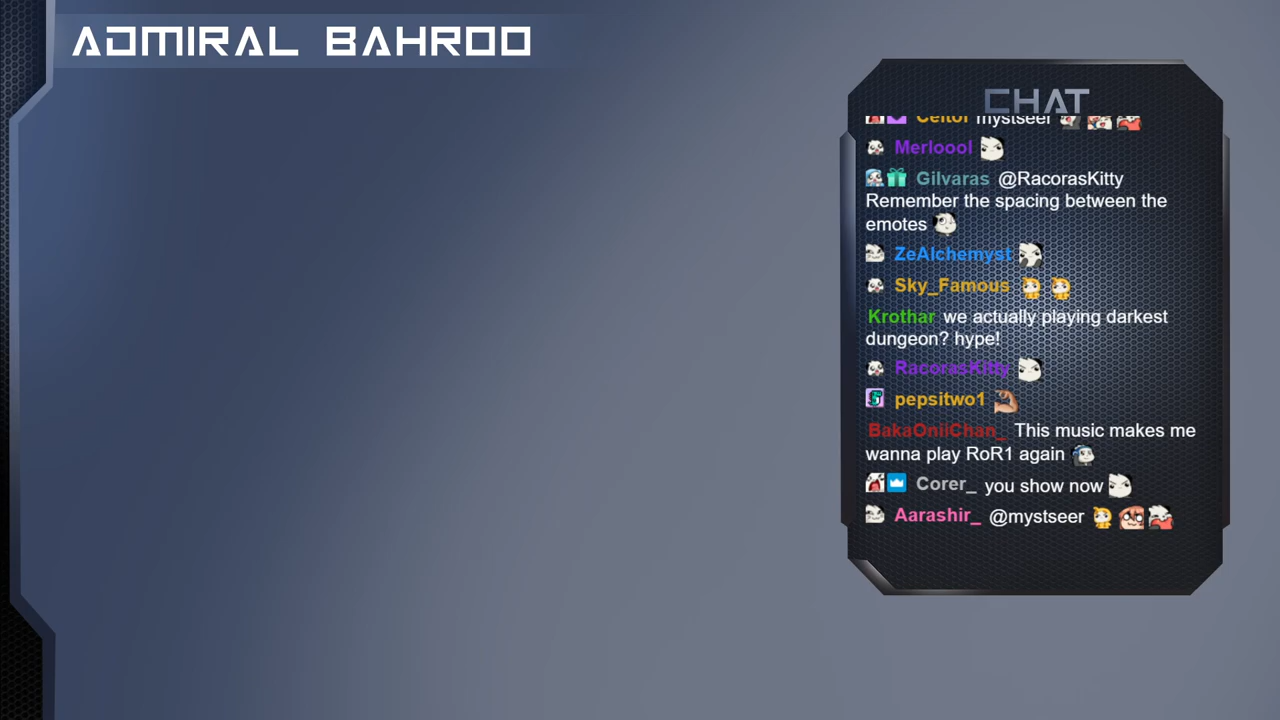 ADMIRAL BAHROO
CHAT
Celtor mystseer
Merloool
Gilvaras @RacorasKitty
Remember the spacing between the
emotes
ZeAlchemyst
Sky_Famous
Krothar we actually playing darkest
dungeon? hype!
RacorasKitty
pepsitwo1
BakaOniiChan_ This music makes me
wanna play RoR1 again
Corer_ you show now
Aarashir_ @mystseer